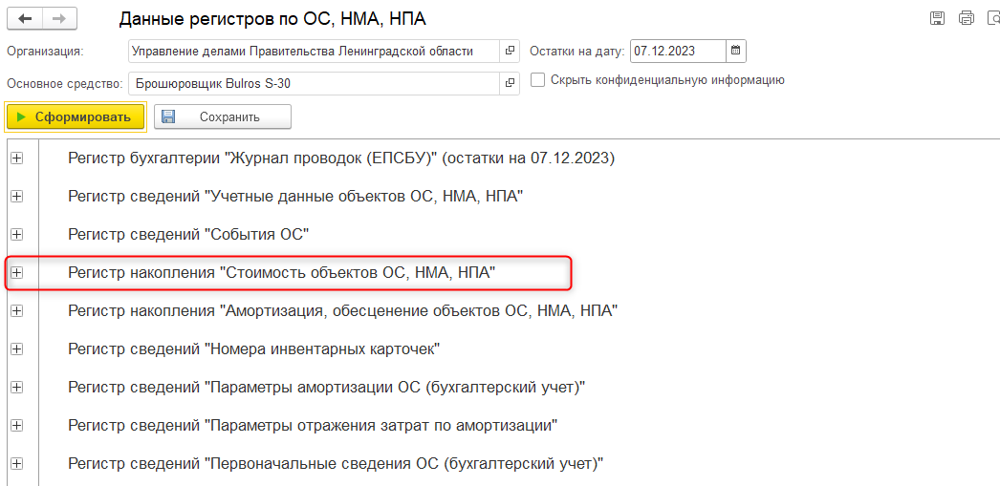 Данные регистров по ОС, НМА, НПА
Организация: Управление делами Правительства Ленинградской области Остатки на дату: 07.12.2023
Основное средство: Брошюровщик Bulros S-30 Скрыть конфиденциальную информацию
Сформировать Сохранить
Регистр бухгалтерии "Журнал проводок (ЕПСБУ)" (остатки на 07.12.2023)
Регистр сведений "Учетные данные объектов ОС, НМА, НПА"
Регистр сведений "События ОС"
Регистр накопления "Стоимость объектов ОС, НМА, НПА"
Регистр накопления "Амортизация, обесценение объектов ОС, НМА, НПА"
Регистр сведений "Номера инвентарных карточек"
Регистр сведений "Параметры амортизации ОС (бухгалтерский учет)"
Регистр сведений "Параметры отражения затрат по амортизации"
Регистр сведений "Первоначальные сведения ОС (бухгалтерский учет)"